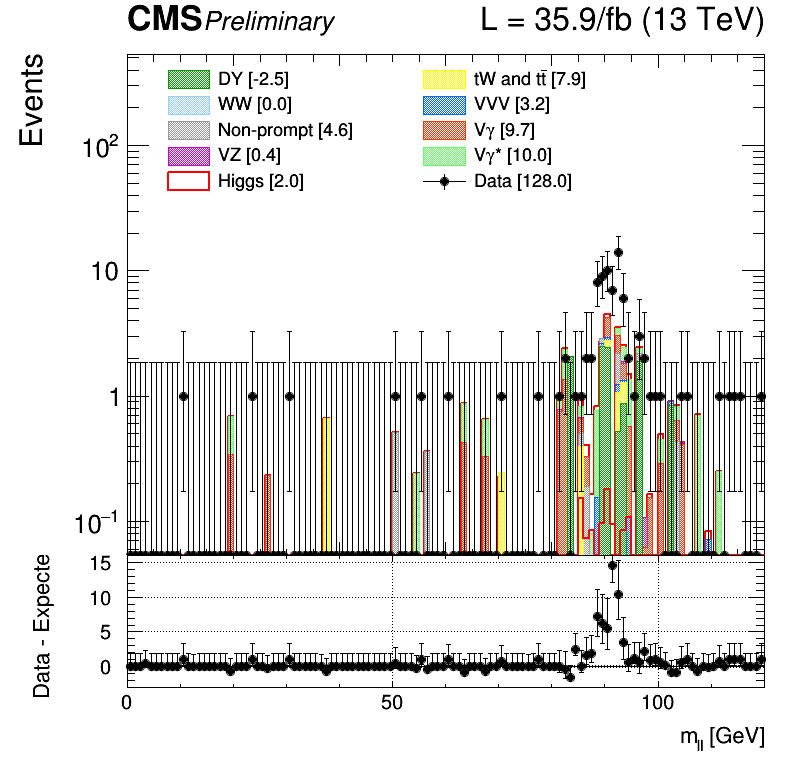 CMS Preliminary L = 35.9/fb (13 TeV)
Events
DY [-2.5] tW and tt̄ [7.9]
WW [0.0] VVV [3.2]
Non-prompt [4.6] Vγ [9.7]
VZ [0.4] Vγ* [10.0]
Higgs [2.0] Data [128.0]
10²
10
1
10⁻¹
Data - Expecte
15
10
5
0
0 50 100
m_ll [GeV]